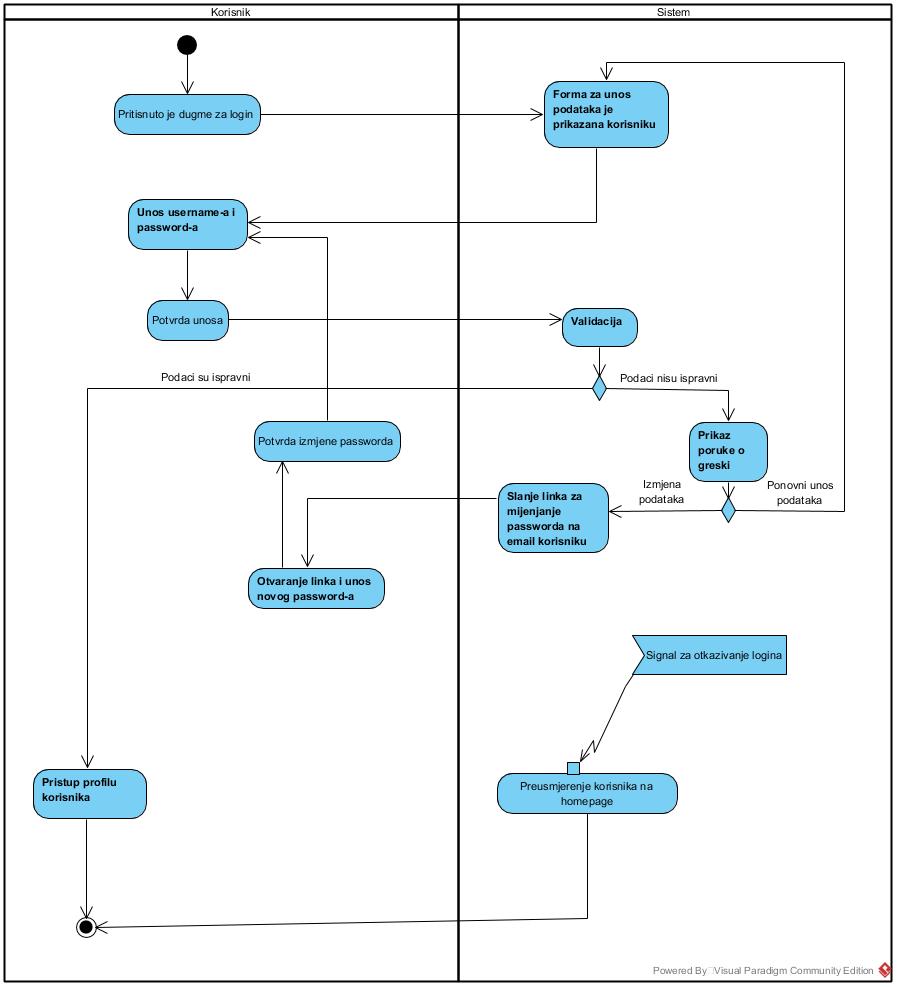 Korisnik
Sistem
Pritisnuto je dugme za login
Forma za unos
podataka je
prikazana korisniku
Unos username-a i
password-a
Potvrda unosa
Validacija
Podaci su ispravni
Podaci nisu ispravni
Potvrda izmjene passworda
Prikaz
poruke o
greski
Izmjena
podataka
Ponovni unos
podataka
Slanje linka za
mijenjanje
passworda na
email korisniku
Otvaranje linka i unos
novog password-a
Signal za otkazivanje logina
Pristup profilu
korisnika
Preusmjerenje korisnika na
homepage
Powered By Visual Paradigm Community Edition